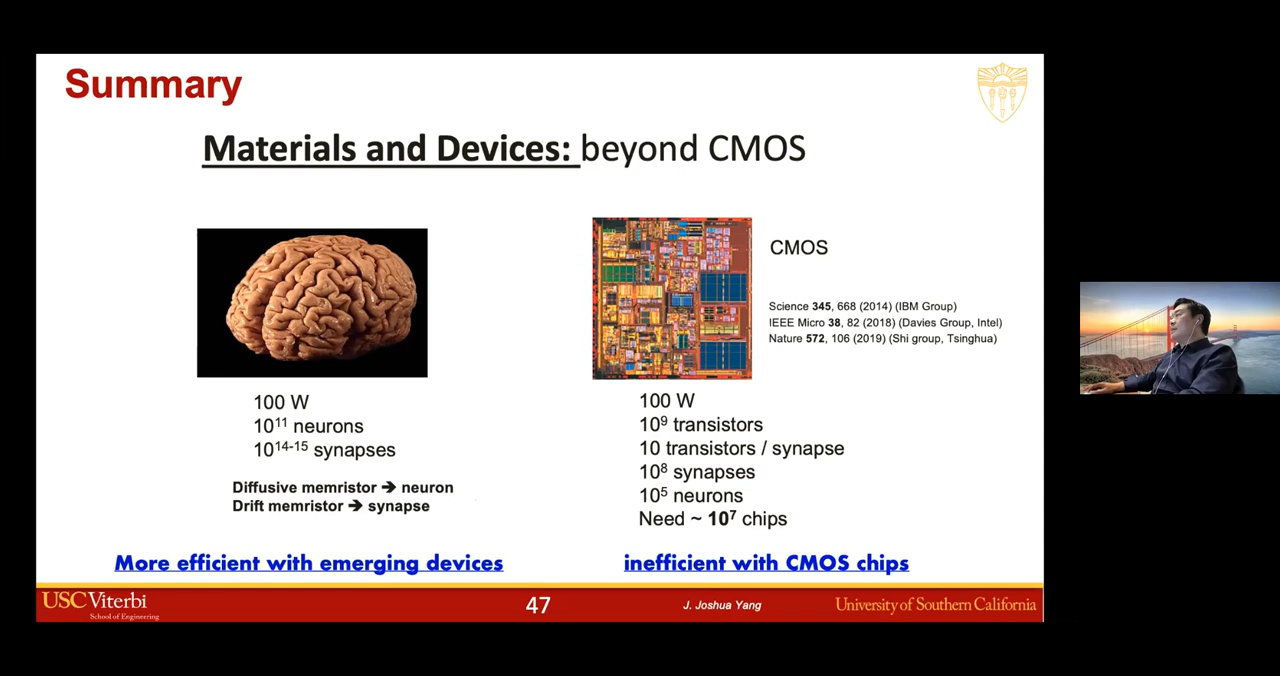 Summary
Materials and Devices: beyond CMOS
100 W
10¹¹ neurons
10¹⁴⁻¹⁵ synapses
Diffusive memristor ➔ neuron
Drift memristor ➔ synapse
More efficient with emerging devices
CMOS
Science 345, 668 (2014) (IBM Group)
IEEE Micro 38, 82 (2018) (Davies Group, Intel)
Nature 572, 106 (2019) (Shi group, Tsinghua)
100 W
10⁹ transistors
10 transistors / synapse
10⁸ synapses
10⁵ neurons
Need ~ 10⁷ chips
inefficient with CMOS chips
USC Viterbi
School of Engineering
47
J. Joshua Yang
University of Southern California